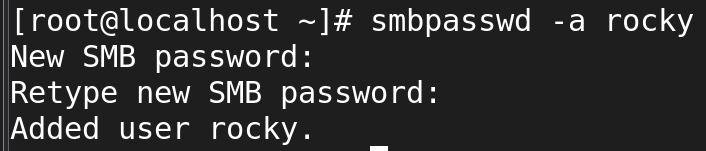 [root@localhost ~]# smbpasswd -a rocky
New SMB password:
Retype new SMB password:
Added user rocky.